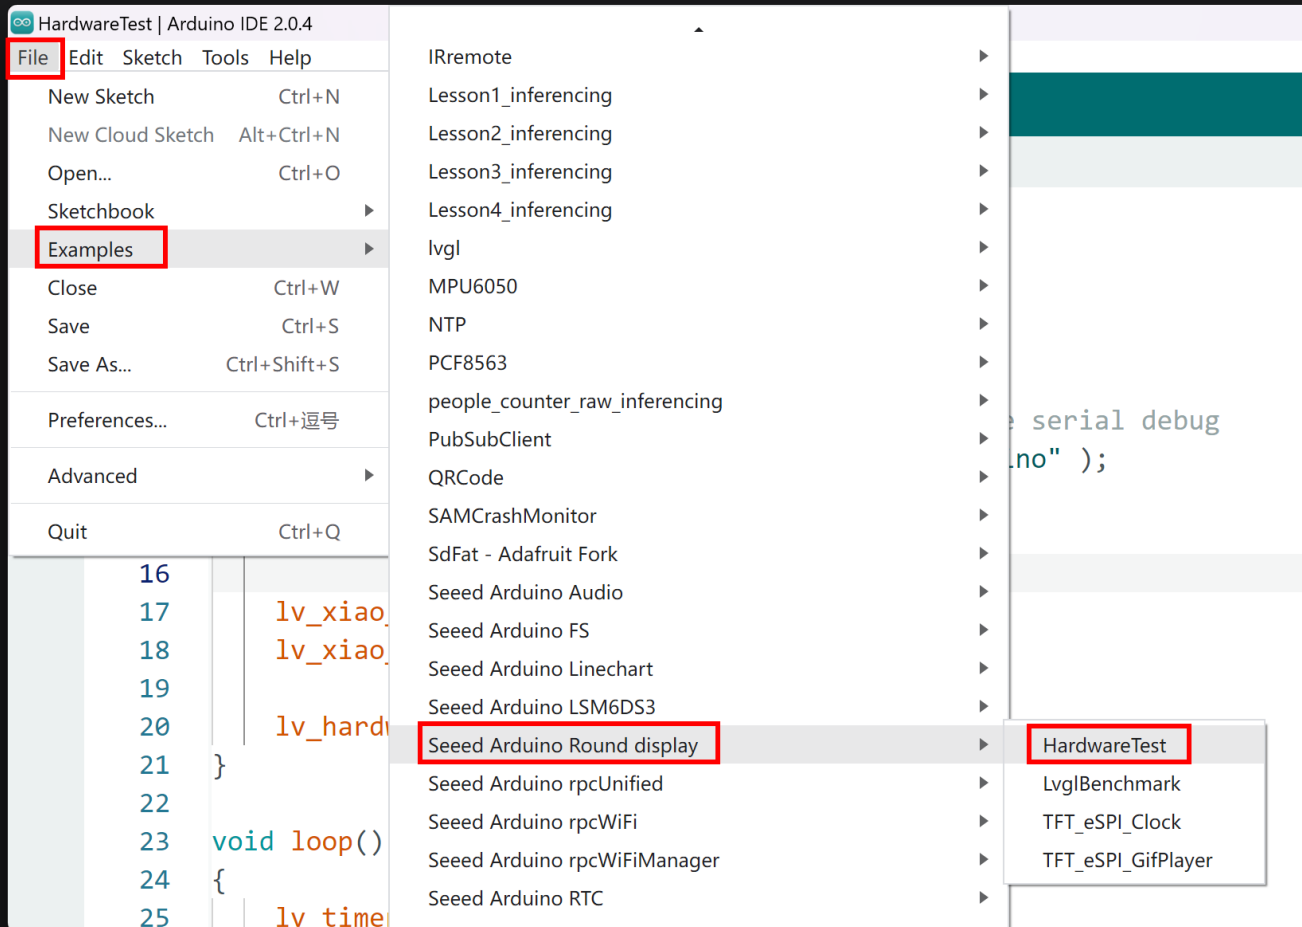 HardwareTest | Arduino IDE 2.0.4
File Edit Sketch Tools Help
New Sketch Ctrl+N
New Cloud Sketch Alt+Ctrl+N
Open... Ctrl+O
Sketchbook
Examples
Close Ctrl+W
Save Ctrl+S
Save As... Ctrl+Shift+S
Preferences... Ctrl+逗号
Advanced
Quit Ctrl+Q
IRremote
Lesson1_inferencing
Lesson2_inferencing
Lesson3_inferencing
Lesson4_inferencing
lvgl
MPU6050
NTP
PCF8563
people_counter_raw_inferencing
PubSubClient
QRCode
SAMCrashMonitor
SdFat - Adafruit Fork
Seeed Arduino Audio
Seeed Arduino FS
Seeed Arduino Linechart
Seeed Arduino LSM6DS3
Seeed Arduino Round display
Seeed Arduino rpcUnified
Seeed Arduino rpcWiFi
Seeed Arduino rpcWiFiManager
Seeed Arduino RTC
HardwareTest
LvglBenchmark
TFT_eSPI_Clock
TFT_eSPI_GifPlayer
serial debug
ino" );
16
17 lv_xiao_
18 lv_xiao_
19
20 lv_hard
21 }
22
23 void loop()
24 {
25 lv_time